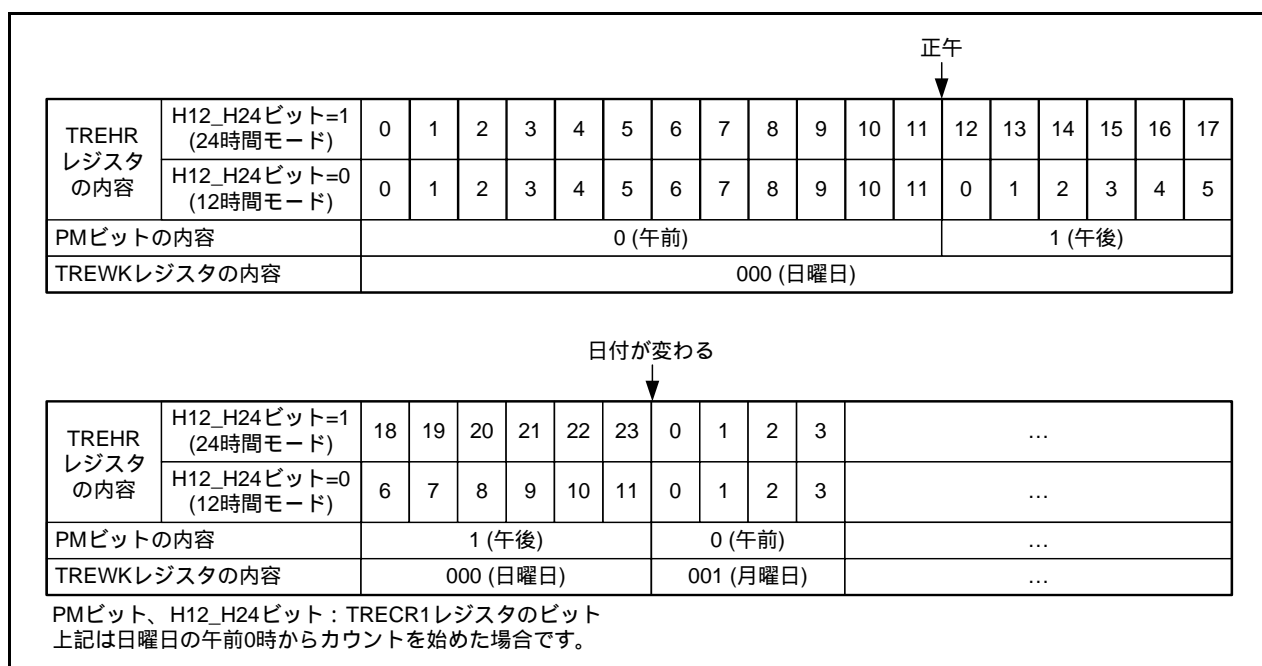 正午
TREHR
レジスタ
の内容
H12_H24ビット=1
(24時間モード)
0 1 2 3 4 5 6 7 8 9 10 11 12 13 14 15 16 17
H12_H24ビット=0
(12時間モード)
0 1 2 3 4 5 6 7 8 9 10 11 0 1 2 3 4 5
PMビットの内容 0 (午前) 1 (午後)
TREWKレジスタの内容 000 (日曜日)
日付が変わる
TREHR
レジスタ
の内容
H12_H24ビット=1
(24時間モード)
18 19 20 21 22 23 0 1 2 3 …
H12_H24ビット=0
(12時間モード)
6 7 8 9 10 11 0 1 2 3 …
PMビットの内容 1 (午後) 0 (午前) …
TREWKレジスタの内容 000 (日曜日) 001 (月曜日) …
PMビット、H12_H24ビット：TRECR1レジスタのビット
上記は日曜日の午前0時からカウントを始めた場合です。